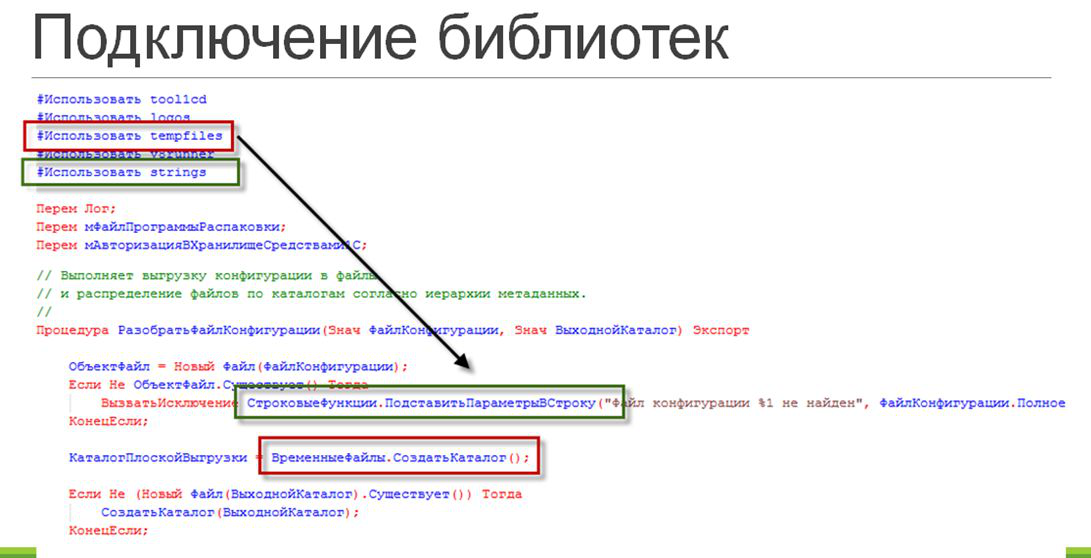 Подключение библиотек
#Использовать tool1cd
#Использовать logos
#Использовать tempfiles
#Использовать v8runner
#Использовать strings
Перем Лог;
Перем мФайлПрограммыРаспаковки;
Перем мАвторизацияВХранилищеСредствами1С;
// Выполняет выгрузку конфигурации в файлы
// и распределение файлов по каталогам согласно иерархии метаданных.
//
Процедура РазобратьФайлКонфигурации(Знач ФайлКонфигурации, Знач ВыходнойКаталог) Экспорт
ОбъектФайл = Новый Файл(ФайлКонфигурации);
Если Не ОбъектФайл.Существует() Тогда
ВызватьИсключение СтроковыеФункции.ПодставитьПараметрыВСтроку("Файл конфигурации %1 не найден", ФайлКонфигурации.Полное
КонецЕсли;
КаталогПлоскойВыгрузки = ВременныеФайлы.СоздатьКаталог();
Если Не (Новый Файл(ВыходнойКаталог).Существует()) Тогда
СоздатьКаталог(ВыходнойКаталог);
КонецЕсли;